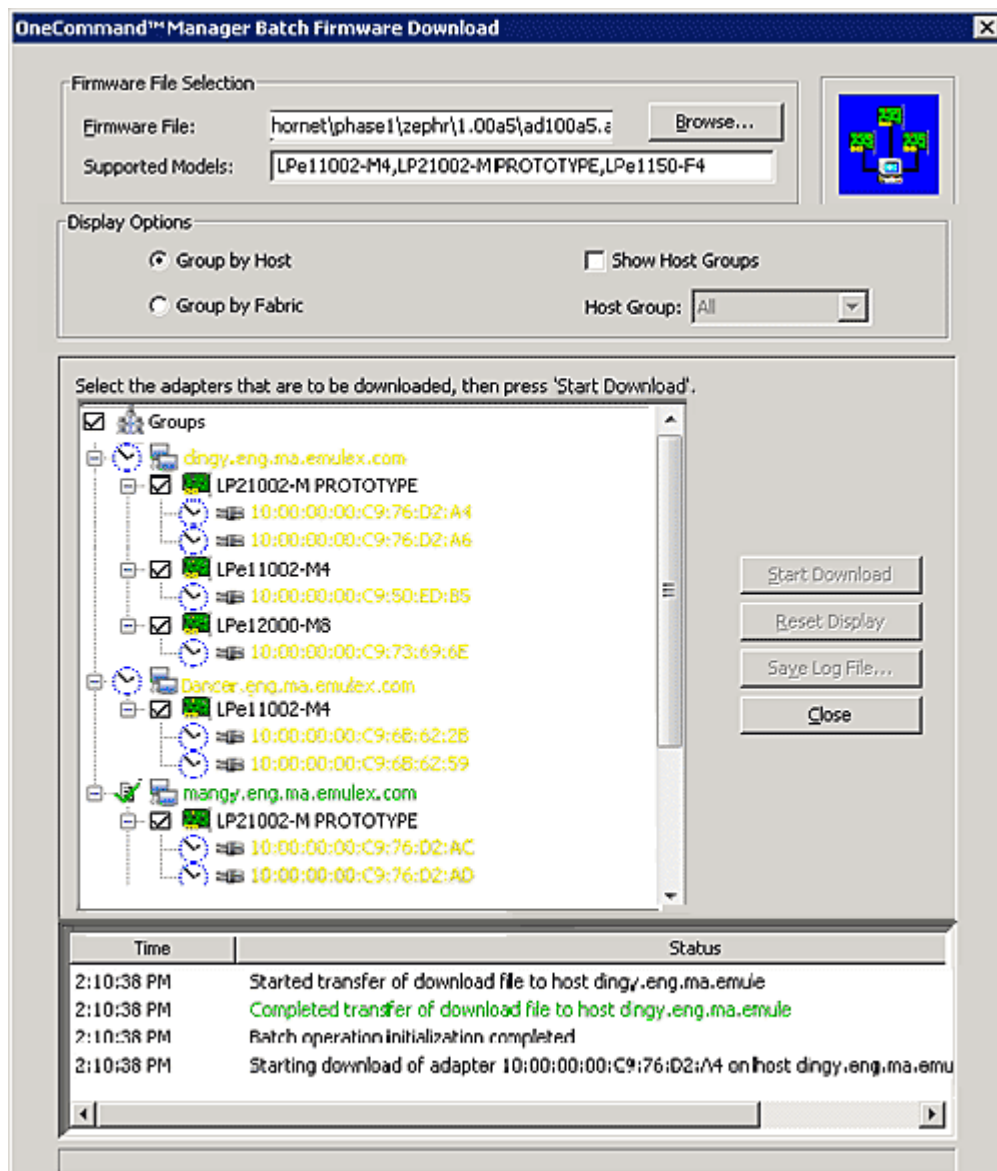 OneCommand™ Manager Batch Firmware Download
Firmware File Selection
Firmware File: hornet\phase1\zephr\1.00a5\ad100a5.a Browse...
Supported Models: LPe11002-M4,LP21002-M PROTOTYPE,LPe1150-F4
Display Options
Group by Host Show Host Groups
Group by Fabric Host Group: All
Select the adapters that are to be downloaded, then press 'Start Download'.
Groups
dingy.eng.ma.emulex.com
LP21002-M PROTOTYPE
10:00:00:00:C9:76:D2:A4
10:00:00:00:C9:76:D2:A6
LPe11002-M4
10:00:00:00:C9:50:ED:85
LPe12000-M8
10:00:00:00:C9:73:69:6E
Dancer.eng.ma.emulex.com
LPe11002-M4
10:00:00:00:C9:6B:62:2B
10:00:00:00:C9:6B:62:59
mangy.eng.ma.emulex.com
LP21002-M PROTOTYPE
10:00:00:00:C9:76:D2:AC
10:00:00:00:C9:76:D2:AD
Start Download
Reset Display
Save Log File...
Close
Time Status
2:10:38 PM Started transfer of download file to host dingy.eng.ma.emule
2:10:38 PM Completed transfer of download file to host dingy.eng.ma.emule
2:10:38 PM Batch operation initialization completed
2:10:38 PM Starting download of adapter 10:00:00:00:C9:76:D2:A4 on host dingy.eng.ma.emu